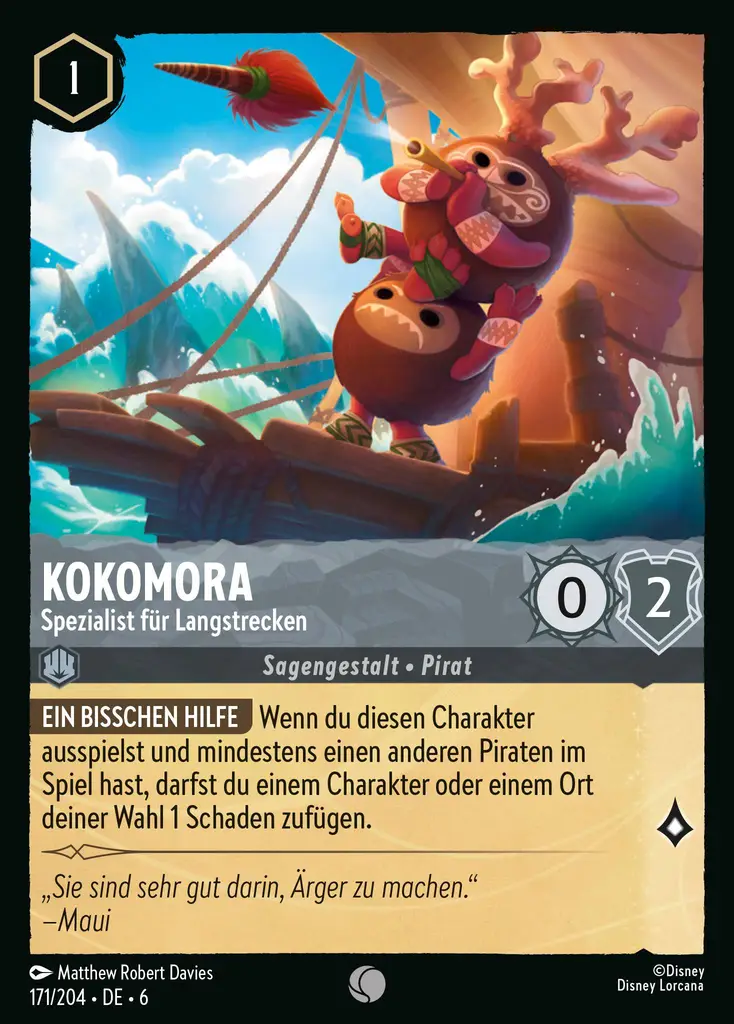 1
KOKOMORA
Spezialist für Langstrecken
0
2
Sagengestalt • Pirat
EIN BISSCHEN HILFE Wenn du diesen Charakter
ausspielst und mindestens einen anderen Piraten im
Spiel hast, darfst du einem Charakter oder einem Ort
deiner Wahl 1 Schaden zufügen.
„Sie sind sehr gut darin, Ärger zu machen.“
–Maui
Matthew Robert Davies
171/204 • DE • 6
©Disney
Disney Lorcana